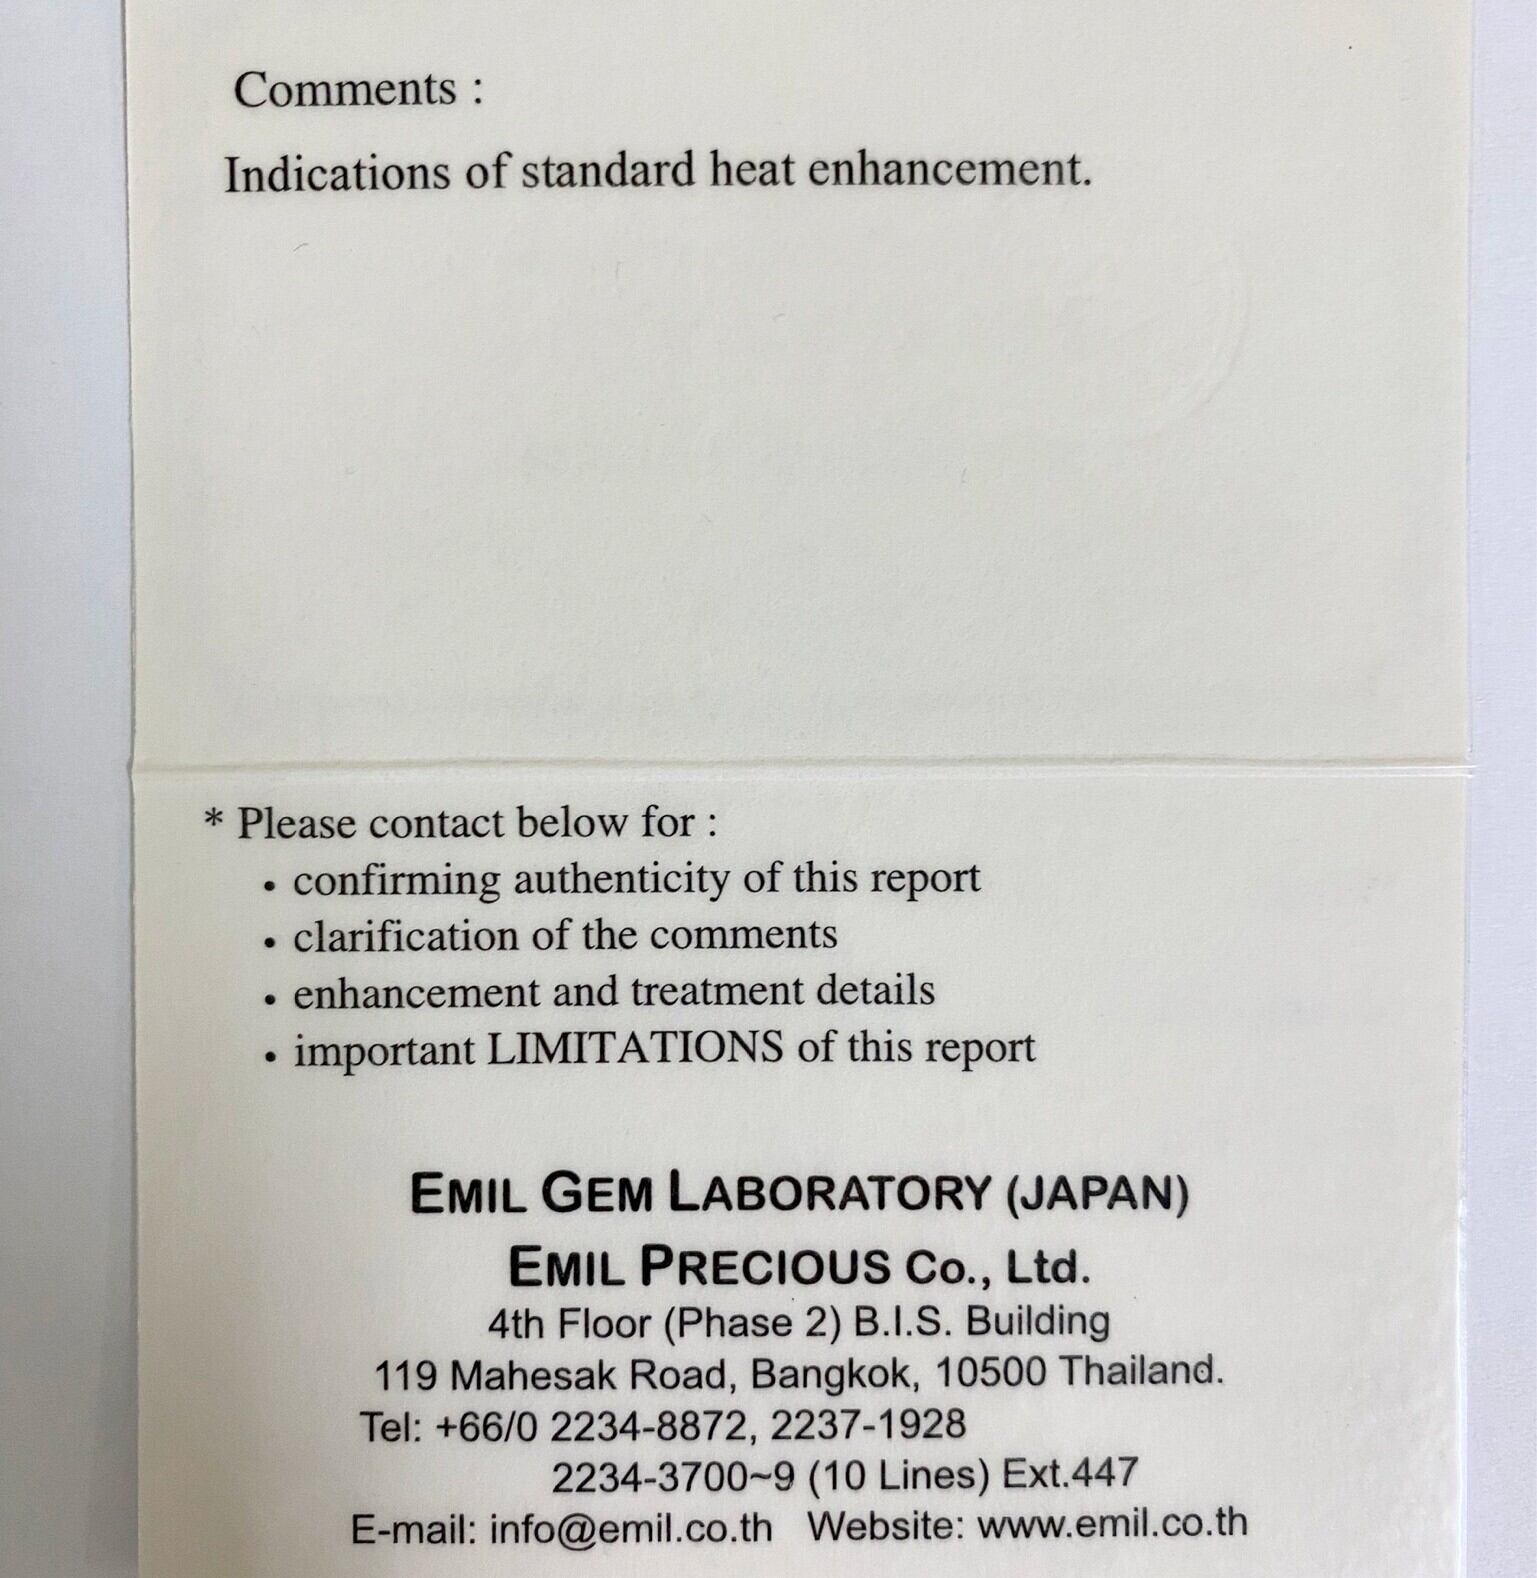 Comments :
Indications of standard heat enhancement.
* Please contact below for :
• confirming authenticity of this report
• clarification of the comments
• enhancement and treatment details
• important LIMITATIONS of this report
EMIL GEM LABORATORY (JAPAN)
EMIL PRECIOUS Co., Ltd.
4th Floor (Phase 2) B.I.S. Building
119 Mahesak Road, Bangkok, 10500 Thailand.
Tel: +66/0 2234-8872, 2237-1928
2234-3700~9 (10 Lines) Ext.447
E-mail: info@emil.co.th Website: www.emil.co.th